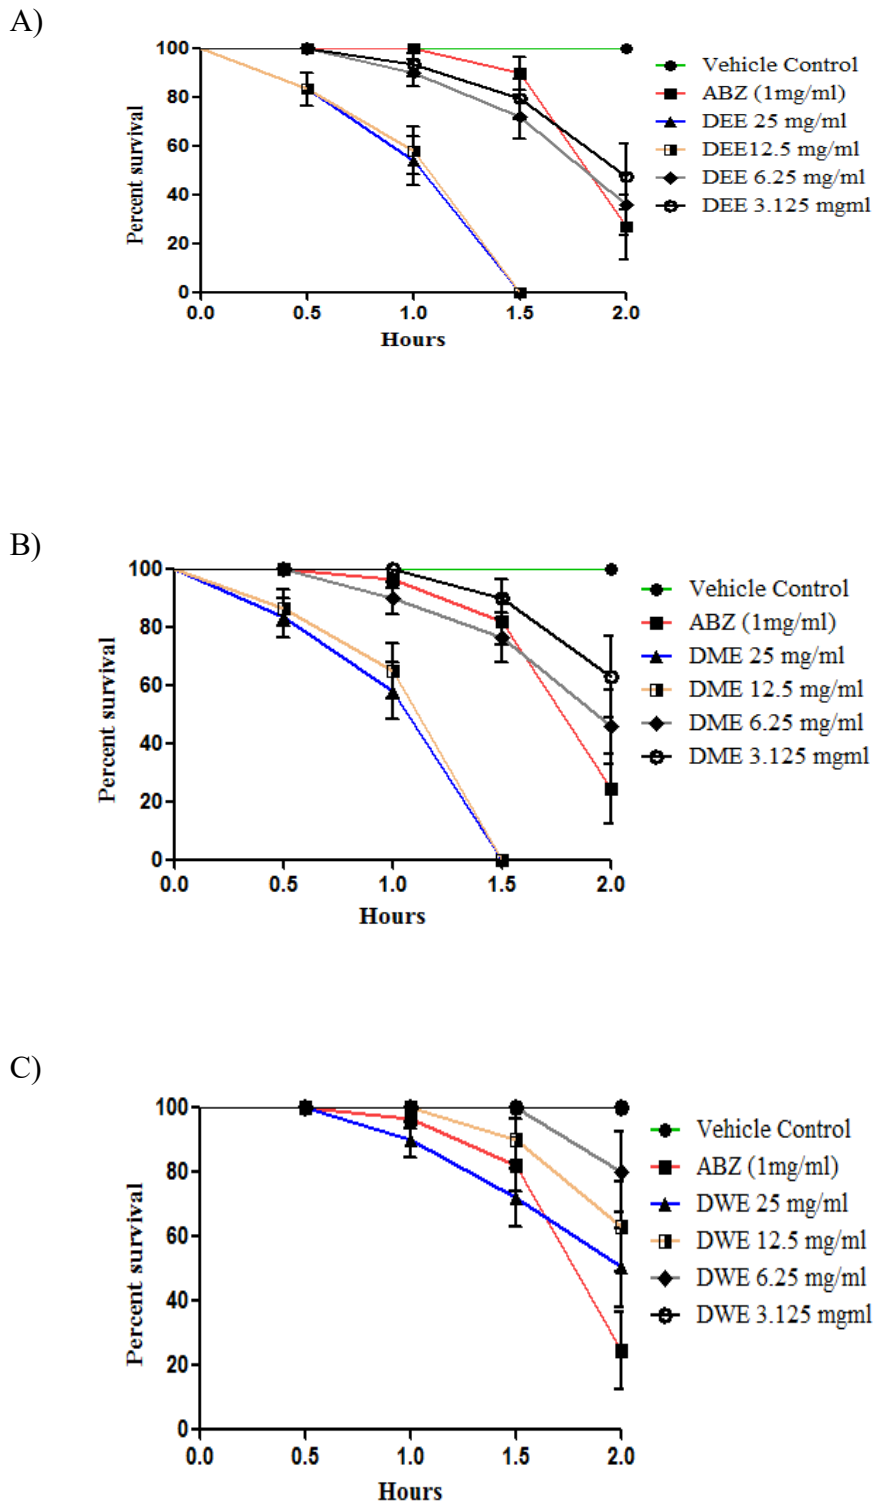 A)
100
80
60
40
20
0
Percent survival
0.0 0.5 1.0 1.5 2.0
Hours
Vehicle Control
ABZ (1mg/ml)
DEE 25 mg/ml
DEE12.5 mg/ml
DEE 6.25 mg/ml
DEE 3.125 mgml
B)
100
80
60
40
20
0
Percent survival
0.0 0.5 1.0 1.5 2.0
Hours
Vehicle Control
ABZ (1mg/ml)
DME 25 mg/ml
DME 12.5 mg/ml
DME 6.25 mg/ml
DME 3.125 mgml
C)
100
80
60
40
20
0
Percent survival
0.0 0.5 1.0 1.5 2.0
Hours
Vehicle Control
ABZ (1mg/ml)
DWE 25 mg/ml
DWE 12.5 mg/ml
DWE 6.25 mg/ml
DWE 3.125 mgml